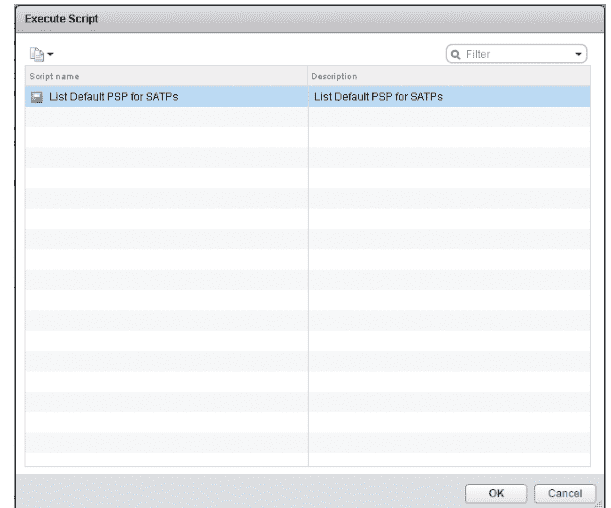 Execute Script
Filter
Script name Description
List Default PSP for SATPs List Default PSP for SATPs
OK Cancel